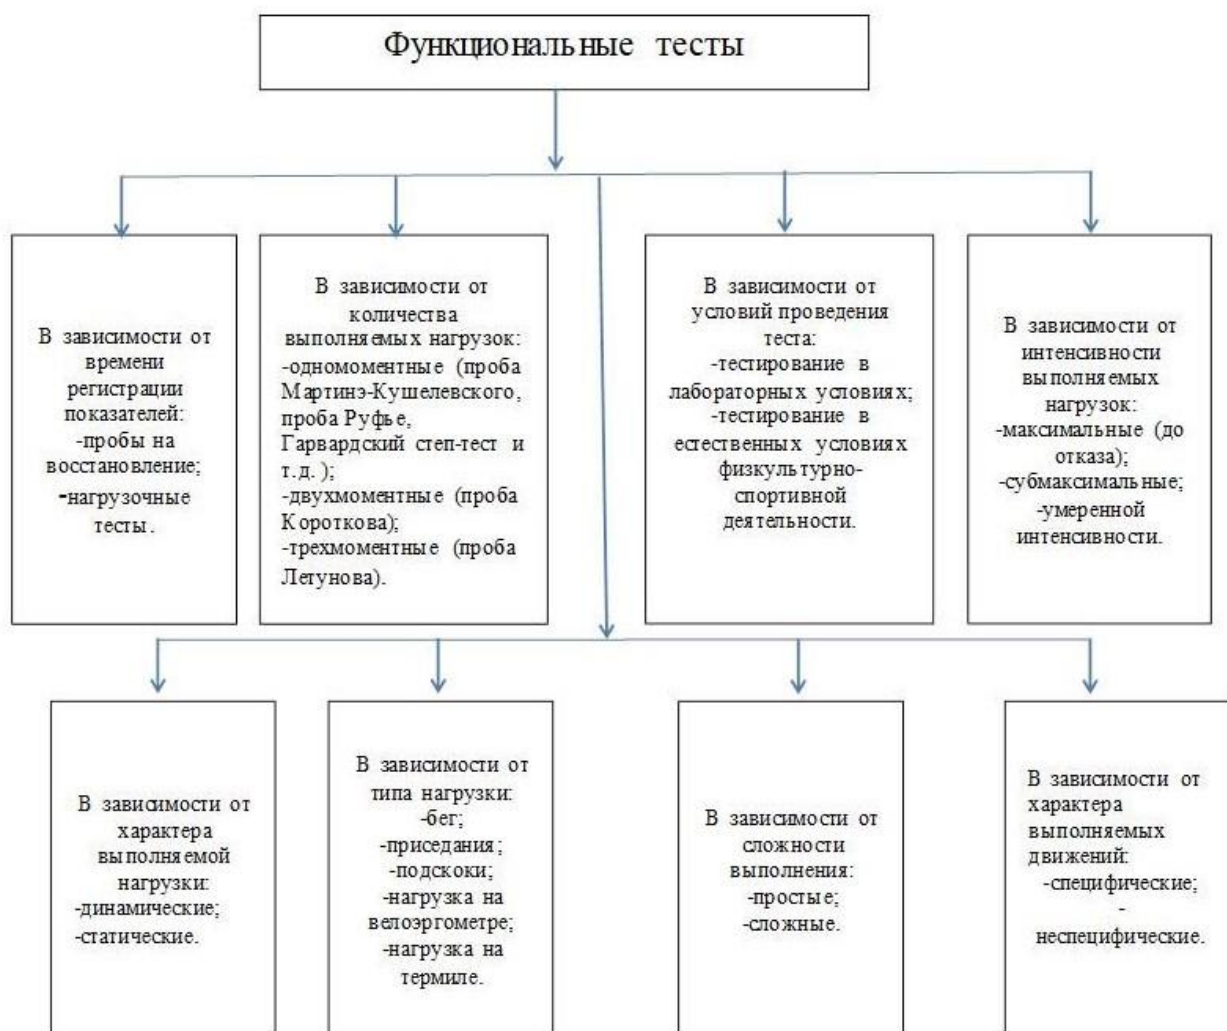 Функциональные тесты
В зависимости от
времени
регистрации
показателей:
-пробы на
восстановление;
-нагрузочные
тесты.
В зависимости от
количества
выполняемых нагрузок:
-одномоментные (проба
Мартинэ-Кушелевского,
проба Руфье,
Гарвардский степ-тест и
т.д. );
-двухмоментные (проба
Короткова);
-трехмоментные (проба
Летунова).
В зависимости от
условий проведения
теста:
-тестирование в
лабораторных условиях;
-тестирование в
естественных условиях
физкультурно-
спортивной
деятельности.
В зависимости от
интенсивности
выполняемых
нагрузок:
-максимальные (до
отказа);
-субмаксимальные;
-умеренной
интенсивности.
В зависимости от
характера
выполняемой
нагрузки:
-динамические;
-статические.
В зависимости от
типа нагрузки:
-бег;
-приседания;
-подскоки;
-нагрузка на
велоэргометре;
-нагрузка на
термиле.
В зависимости от
сложности
выполнения:
-простые;
-сложные.
В зависимости от
характера
выполняемых
движений:
-специфические;
-
неспецифические.